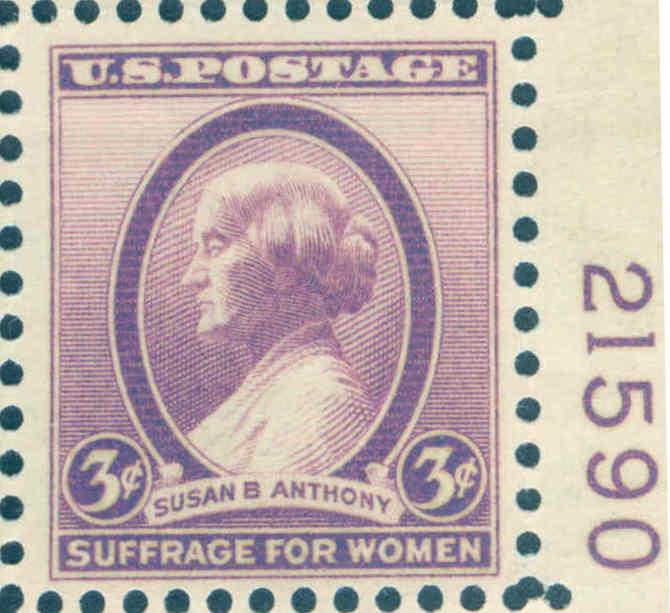 U.S.POSTAGE
3¢ 3¢
SUSAN B ANTHONY
SUFFRAGE FOR WOMEN
21590